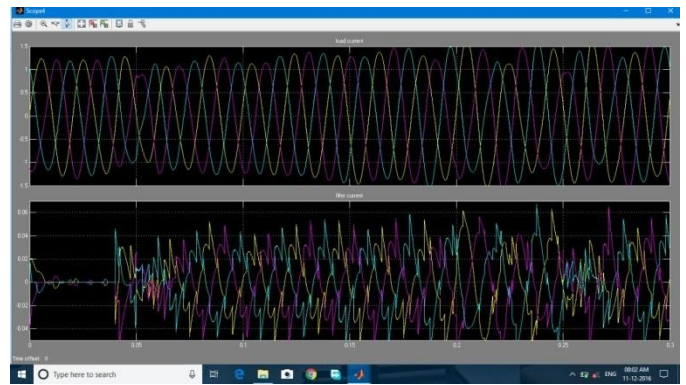 Scope4
load current
1.5
1
0.5
0
-0.5
-1
-1.5
filter current
0.06
0.04
0.02
0
-0.02
-0.04
0 0.05 0.1 0.15 0.2 0.25 0.3
Time offset: 0
Type here to search
ENG
08:02 AM
11-12-2016